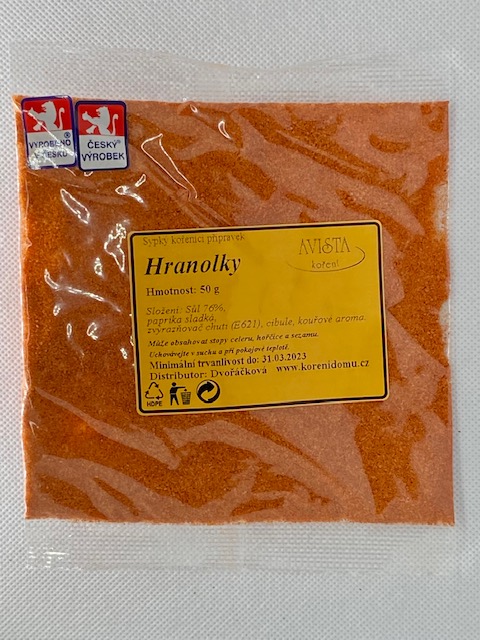 VYROBENO
V ČESKU
ČESKÝ
VÝROBEK
Sypký kořenící přípravek
AVISTA
koření
Hranolky
Hmotnost: 50 g
Složení: Sůl 76%,
paprika sladká,
zvýrazňovač chuti (E621), cibule, kouřové aroma.
Může obsahovat stopy celeru, hořčice a sezamu.
Uchovávejte v suchu a při pokojové teplotě.
Minimální trvanlivost do: 31.03.2023
Distributor: Dvořáčková www.korenidomu.cz
HDPE